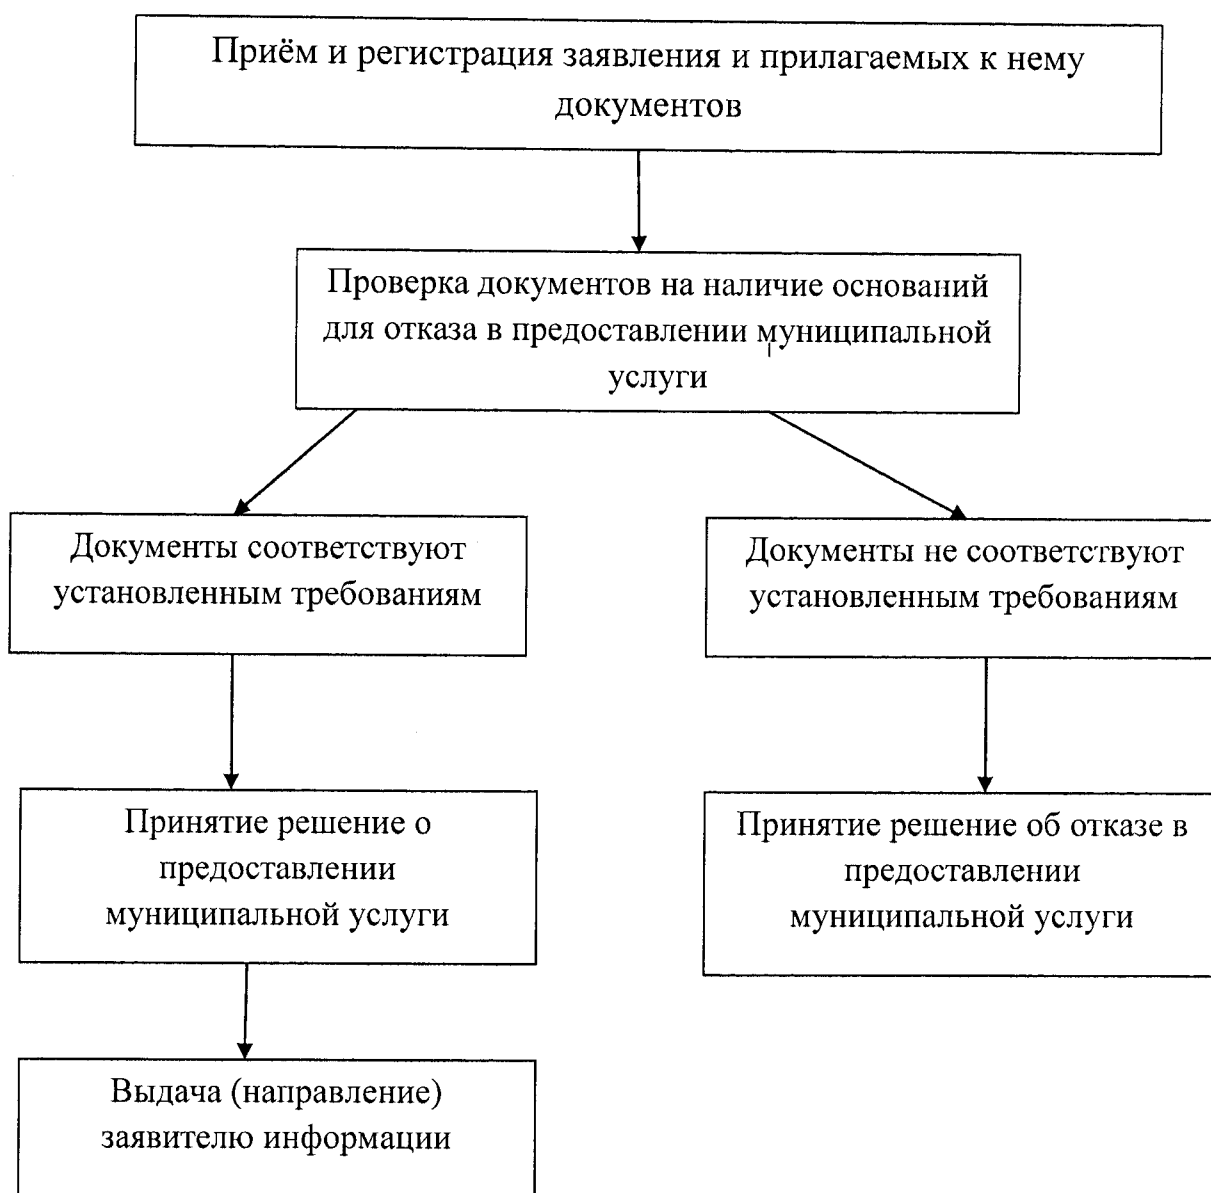 Приём и регистрация заявления и прилагаемых к нему
документов
Проверка документов на наличие оснований
для отказа в предоставлении муниципальной
услуги
Документы соответствуют
установленным требованиям
Документы не соответствуют
установленным требованиям
Принятие решение о
предоставлении
муниципальной услуги
Принятие решение об отказе в
предоставлении
муниципальной услуги
Выдача (направление)
заявителю информации